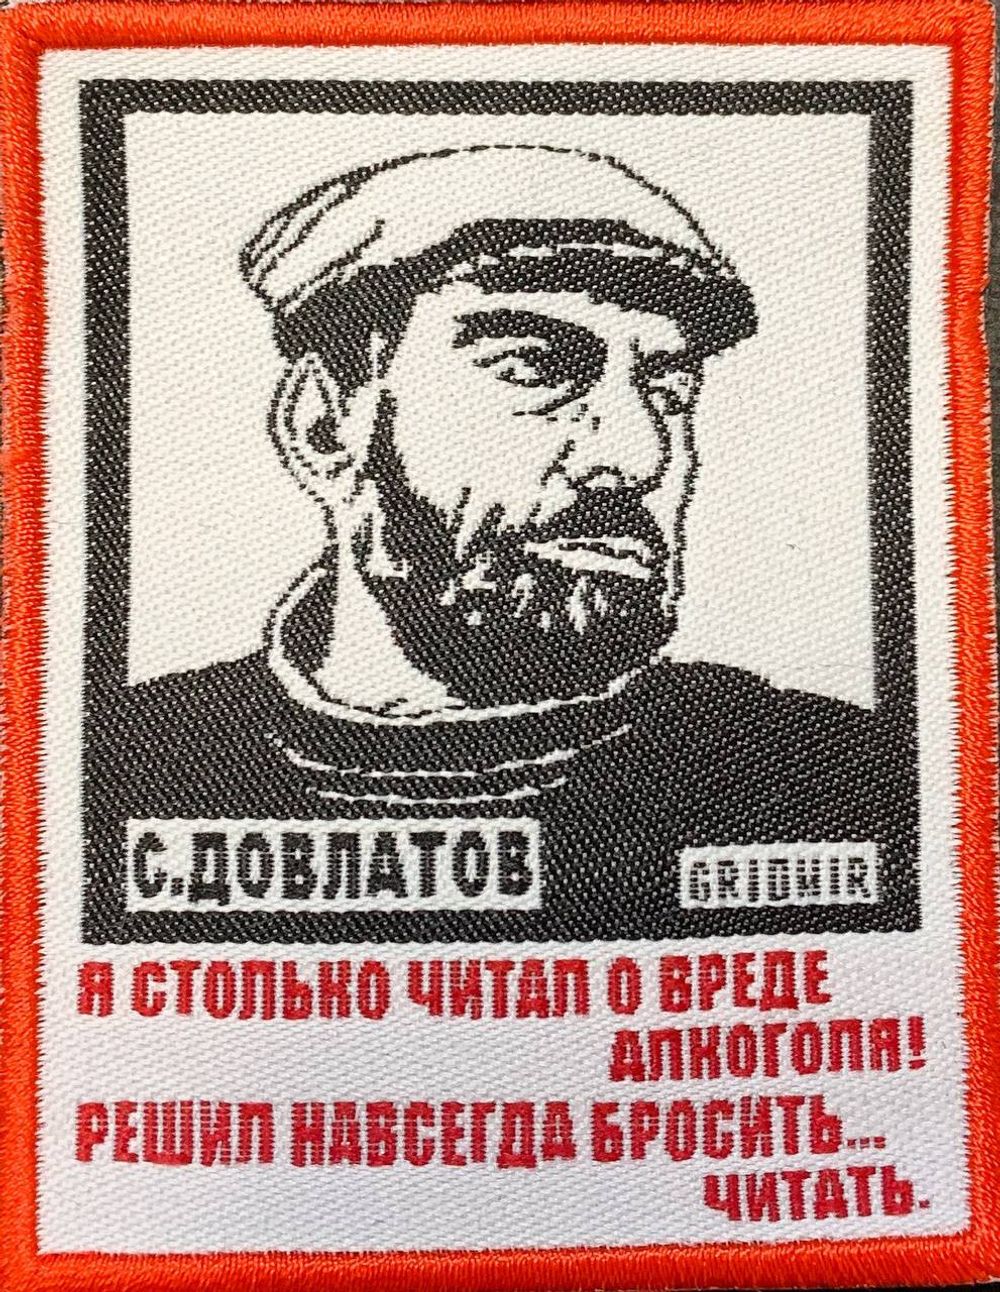 С.ДОВЛАТОВ
GRIDMIR
Я СТОЛЬКО ЧИТАЛ О ВРЕДЕ
АЛКОГОЛЯ!
РЕШИЛ НАВСЕГДА БРОСИТЬ...
ЧИТАТЬ.